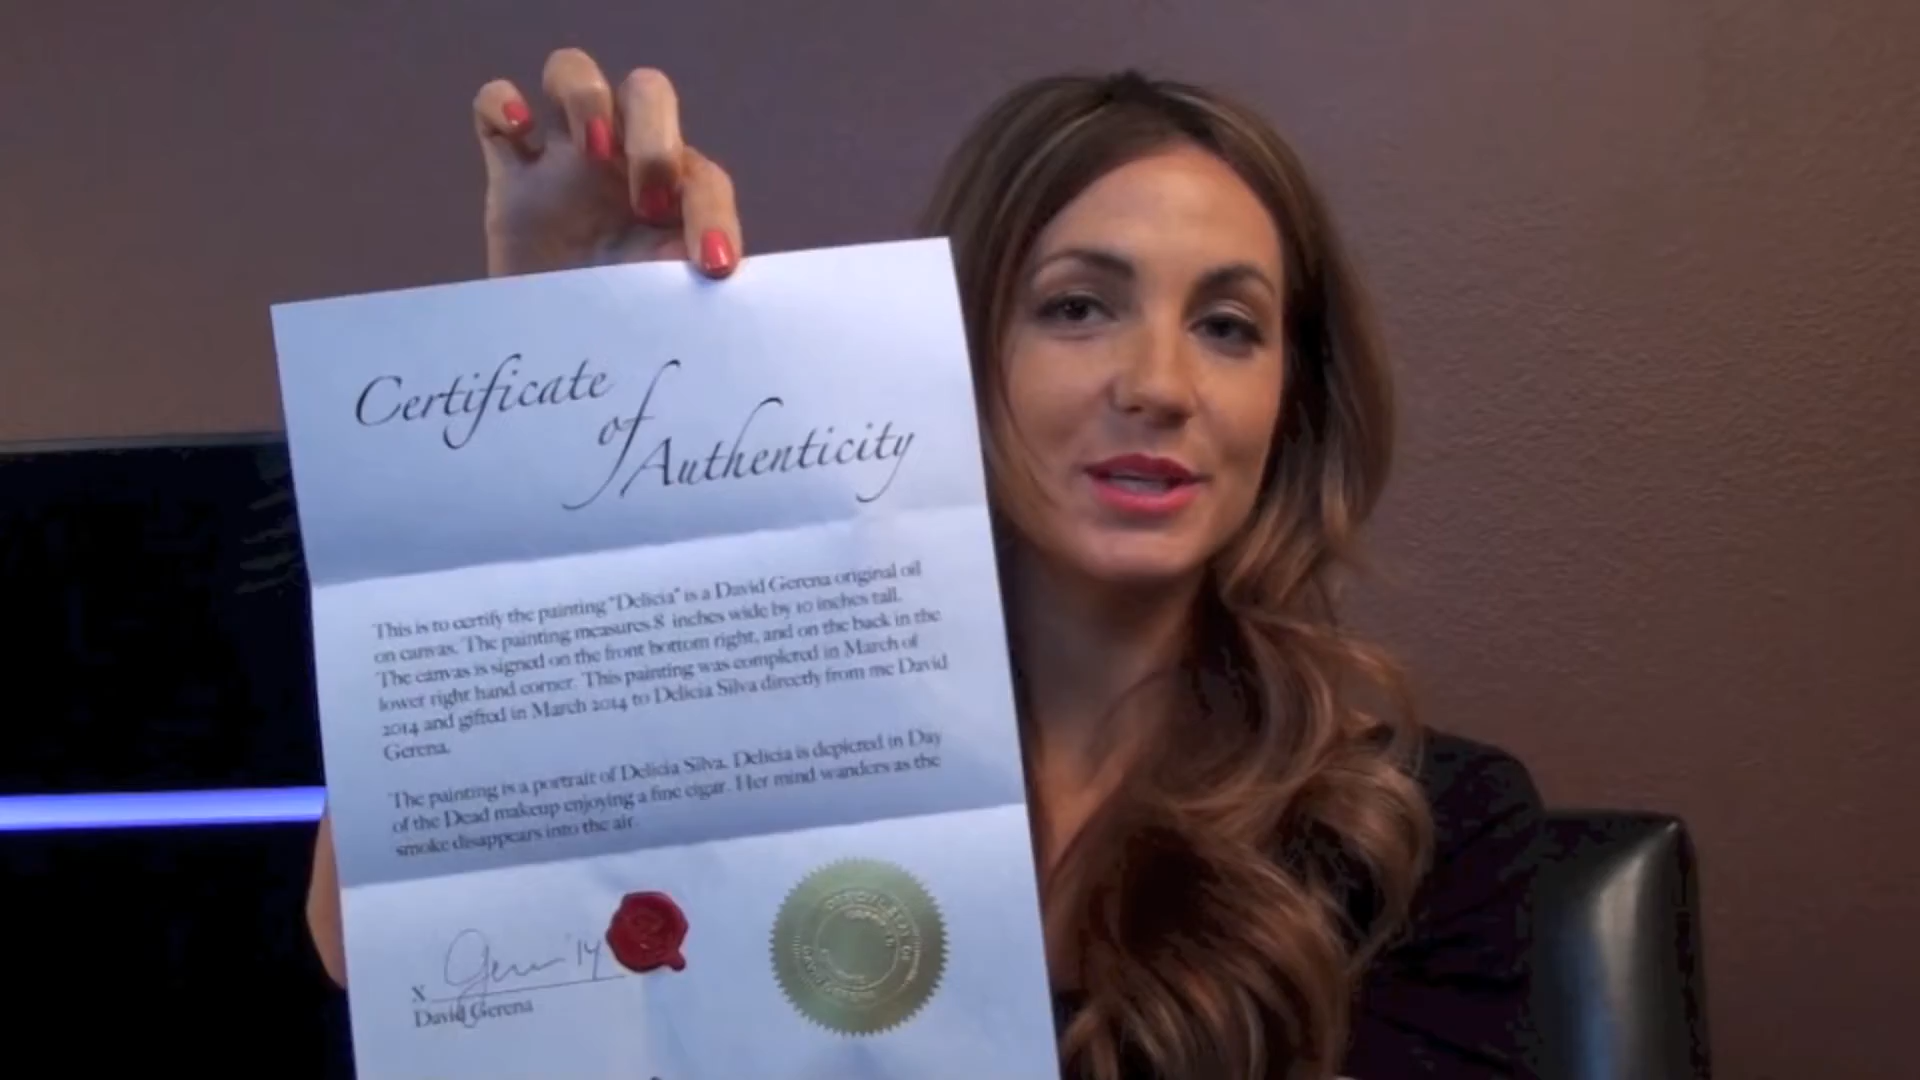 Certificate
of
Authenticity
This is to certify the painting "Delicia" is a David Gerena original oil
on canvas. The painting measures 8 inches wide by 10 inches tall.
The canvas is signed on the front bottom right, and on the back in the
lower right hand corner. This painting was completed in March of
2014 and gifted in March 2014 to Delicia Silva directly from me David
Gerena.
The painting is a portrait of Delicia Silva. Delicia is depicted in Day
of the Dead makeup enjoying a fine cigar. Her mind wanders as the
smoke disappears into the air.
X
'14
David Gerena
OFFICIAL SEAL OF